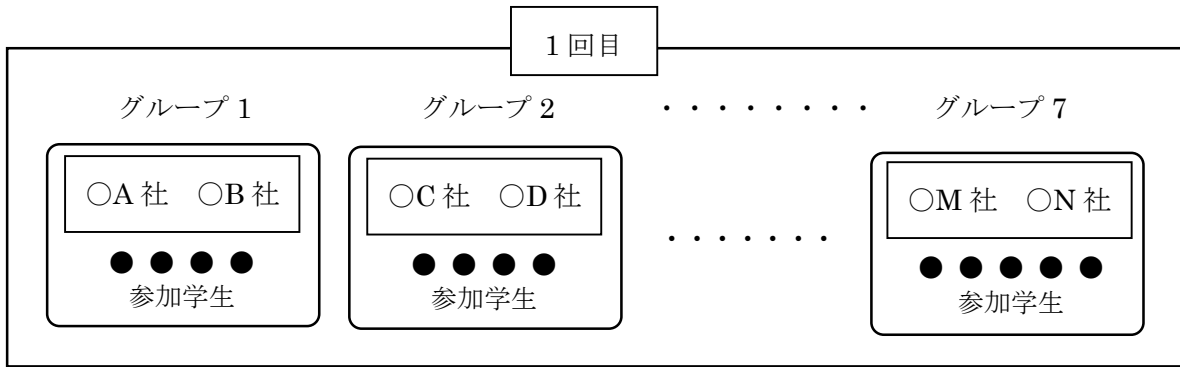 1回目
グループ1 グループ2 ・・・・・・・・ グループ7
○A社 ○B社 ○C社 ○D社 ○M社 ○N社
・・・・・・・
●●●● ●●●● ●●●●●
参加学生 参加学生 参加学生